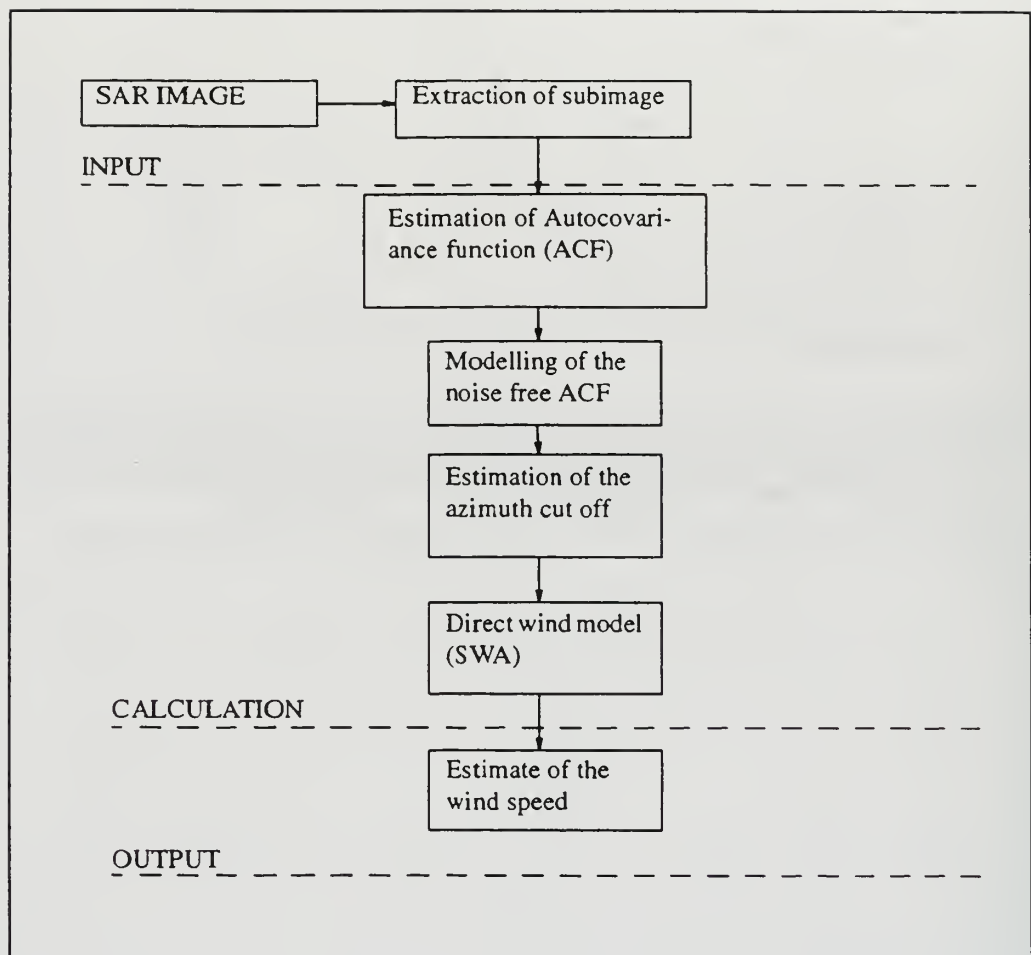 SAR IMAGE
Extraction of subimage
INPUT
Estimation of Autocovari-
ance function (ACF)
Modelling of the
noise free ACF
Estimation of the
azimuth cut off
Direct wind model
(SWA)
CALCULATION
Estimate of the
wind speed
OUTPUT